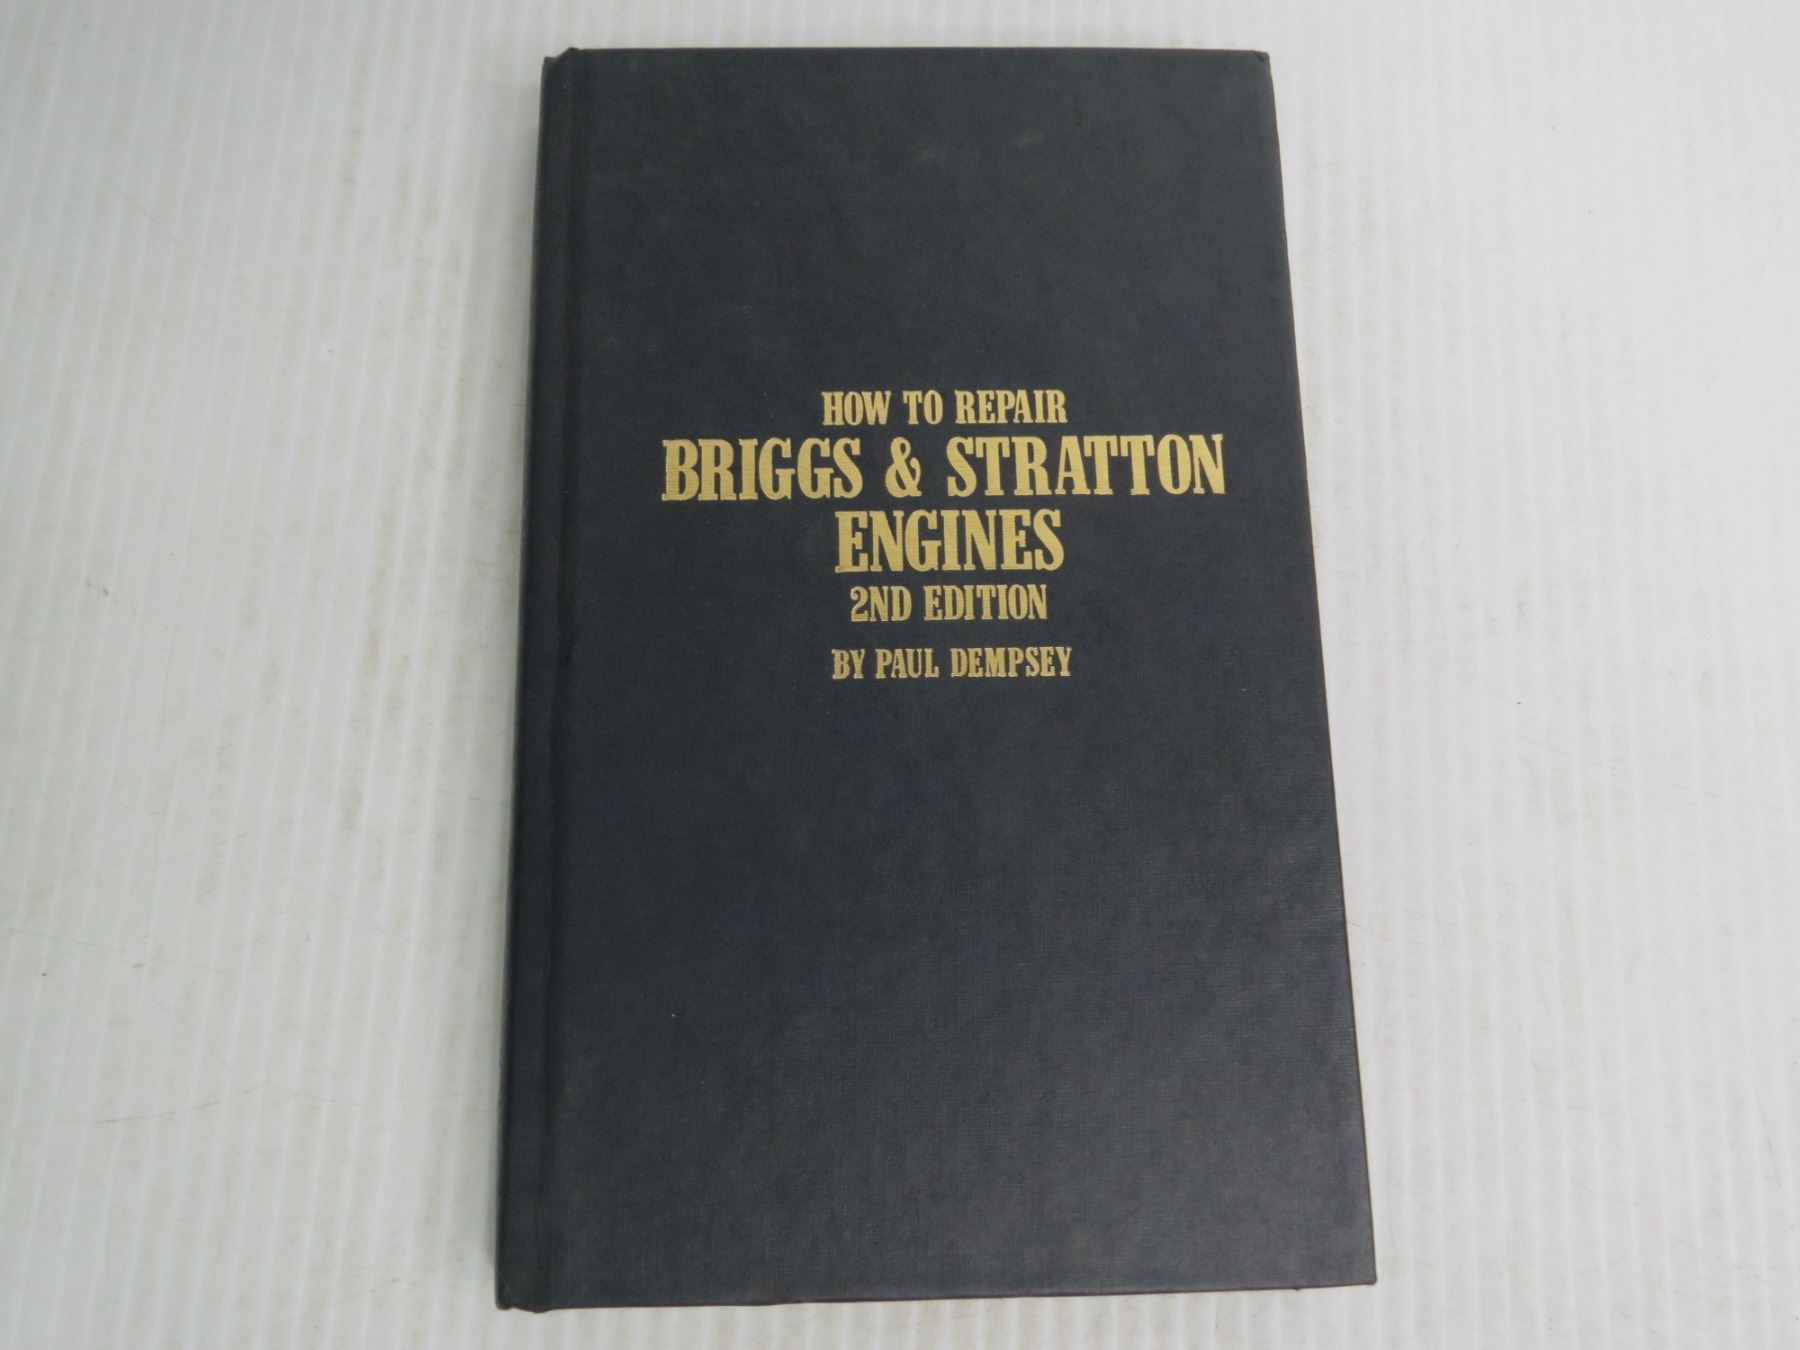 HOW TO REPAIR
BRIGGS & STRATTON
ENGINES
2ND EDITION
BY PAUL DEMPSEY